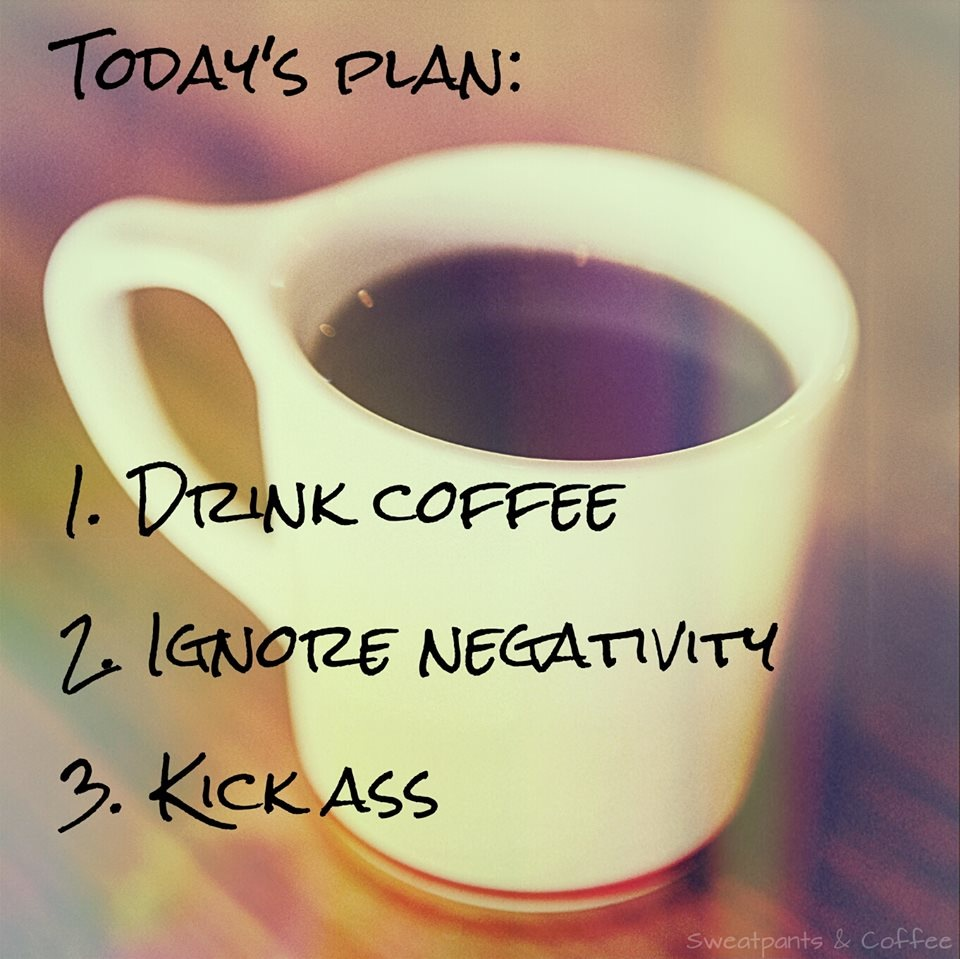 Today's plan:
1. Drink coffee
2. Ignore negativity
3. Kick ass
Sweatpants & Coffee